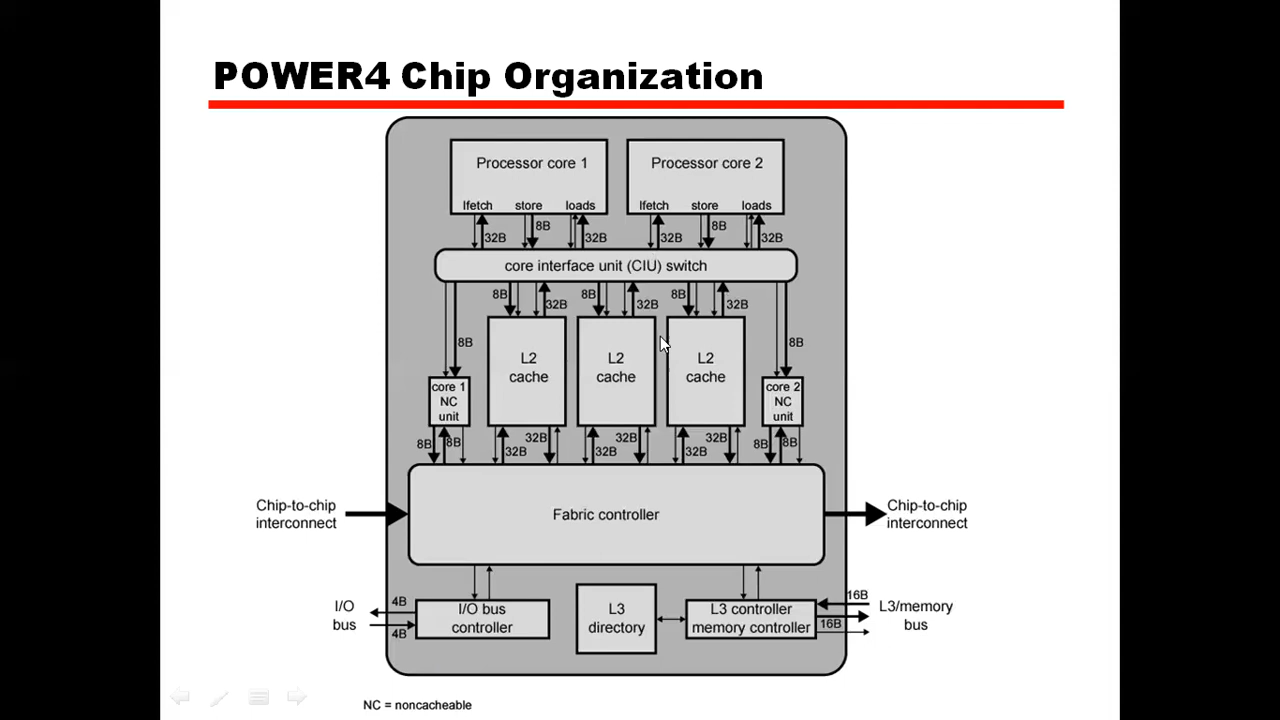 POWER4 Chip Organization
Processor core 1
Processor core 2
Ifetch store loads
Ifetch store loads
8B
8B
32B
32B
32B
32B
core interface unit (CIU) switch
8B
8B
8B
32B
32B
32B
8B
8B
L2
cache
L2
cache
L2
cache
core 1
NC
unit
core 2
NC
unit
8B
8B
32B
32B
32B
32B
32B
32B
8B
8B
Chip-to-chip
interconnect
Fabric controller
Chip-to-chip
interconnect
I/O
bus
4B
4B
I/O bus
controller
L3
directory
L3 controller
memory controller
16B
16B
L3/memory
bus
NC = noncacheable